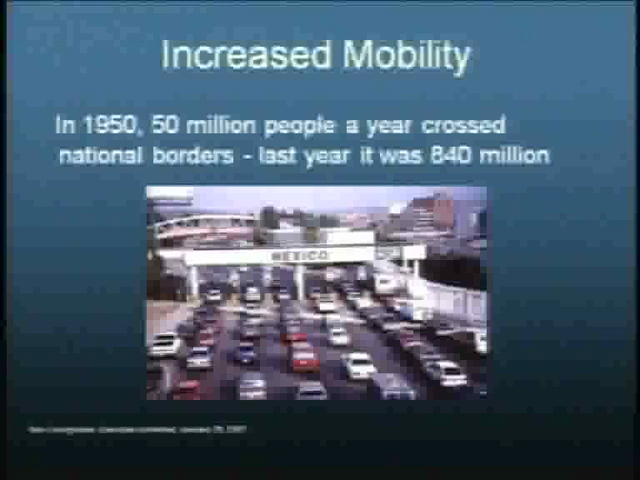 Increased Mobility
In 1950, 50 million people a year crossed
national borders - last year it was 840 million
MEXICO